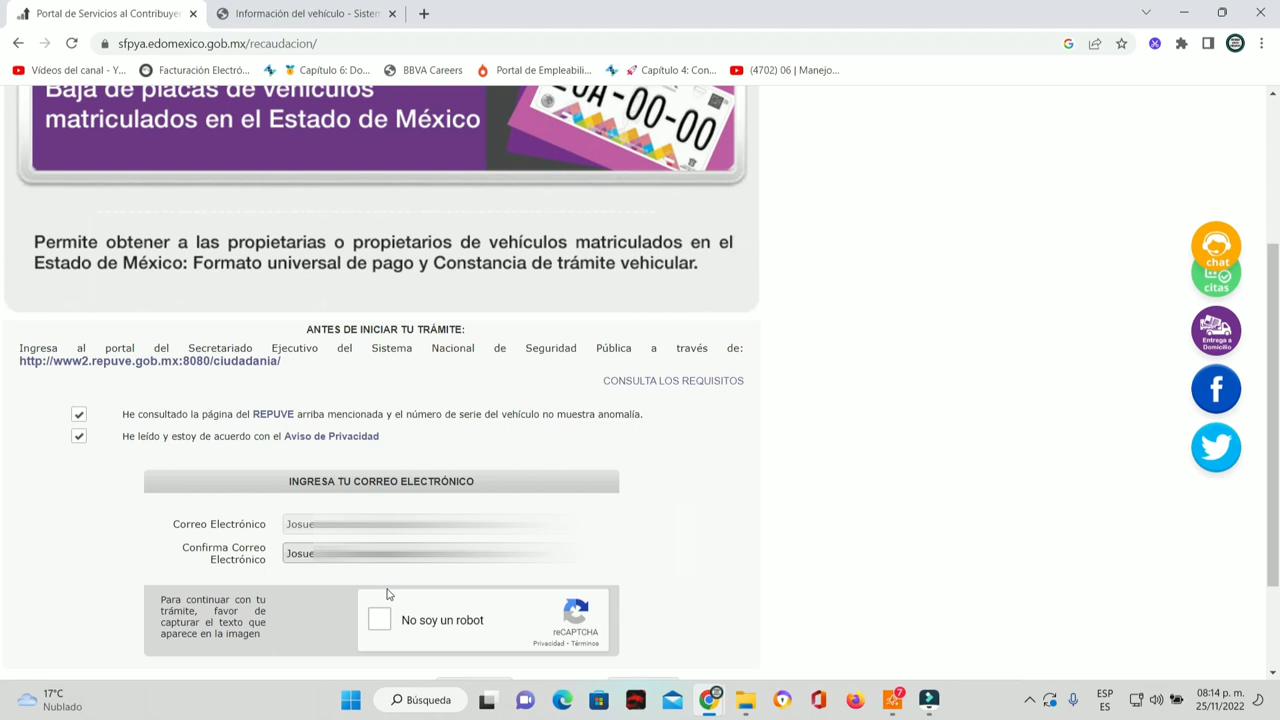 Portal de Servicios al Contribuye
Información del vehículo - Sistem
sfpya.edomexico.gob.mx/recaudacion/
Vídeos del canal - Y...
Facturación Electró...
Capítulo 6: Do...
BBVA Careers
Portal de Empleabili...
Capítulo 4: Con...
(4702) 06 | Manejo...
Baja de placas de vehículos
matriculados en el Estado de México
A-00-00
Permite obtener a las propietarias o propietarios de vehículos matriculados en el
Estado de México: Formato universal de pago y Constancia de trámite vehicular.
chat
citas
Entrega a
Domicilio
ANTES DE INICIAR TU TRÁMITE:
Ingresa al portal del Secretariado Ejecutivo del Sistema Nacional de Seguridad Pública a través de:
http://www2.repuve.gob.mx:8080/ciudadania/
CONSULTA LOS REQUISITOS
He consultado la página del REPUVE arriba mencionada y el número de serie del vehículo no muestra anomalía.
He leído y estoy de acuerdo con el Aviso de Privacidad
INGRESA TU CORREO ELECTRÓNICO
Correo Electrónico
Josue
Confirma Correo
Electrónico
Josue
Para continuar con tu
trámite, favor de
capturar el texto que
aparece en la imagen
No soy un robot
reCAPTCHA
Privacidad • Términos
17°C
Nublado
Búsqueda
7
ESP
ES
08:14 p. m.
25/11/2022